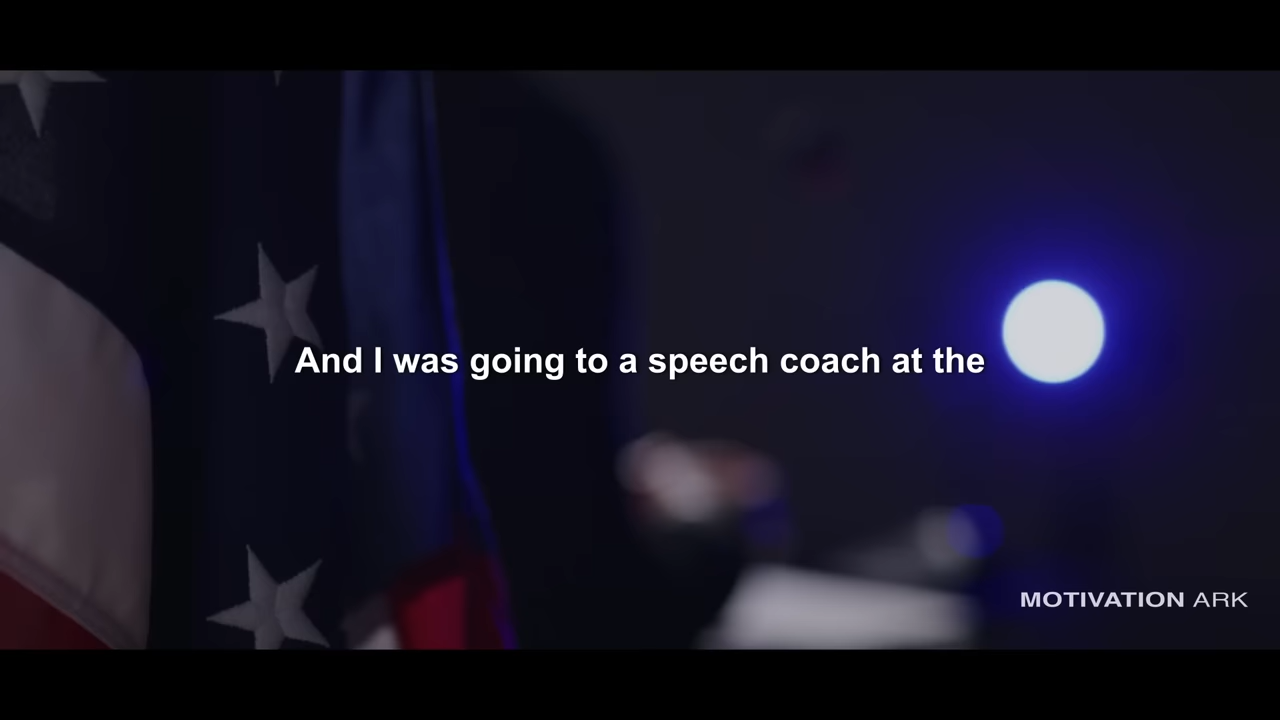 And I was going to a speech coach at the
MOTIVATION ARK